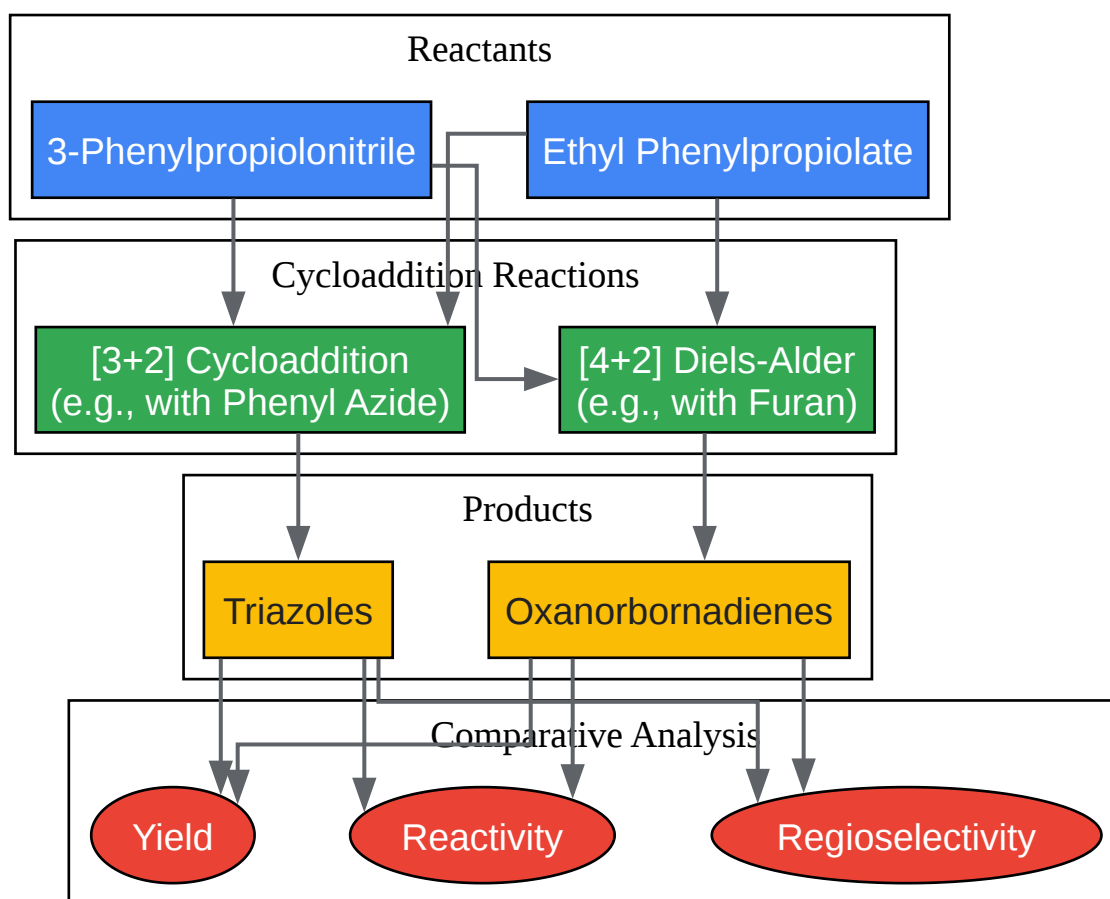 Reactants
3-Phenylpropiolonitrile
Ethyl Phenylpropiolate
Cycloaddition Reactions
[3+2] Cycloaddition
(e.g., with Phenyl Azide)
[4+2] Diels-Alder
(e.g., with Furan)
Products
Triazoles
Oxanorbornadienes
Comparative Analysis
Yield
Reactivity
Regioselectivity